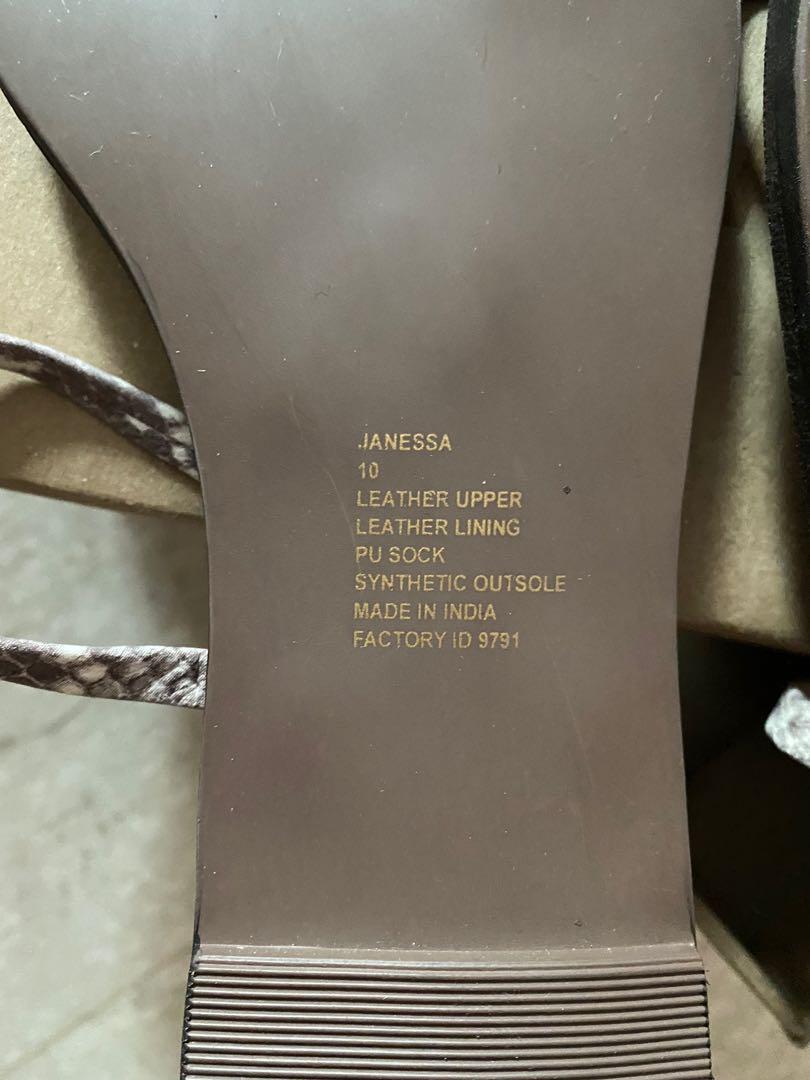 JANESSA
10
LEATHER UPPER
LEATHER LINING
PU SOCK
SYNTHETIC OUTSOLE
MADE IN INDIA
FACTORY ID 9791